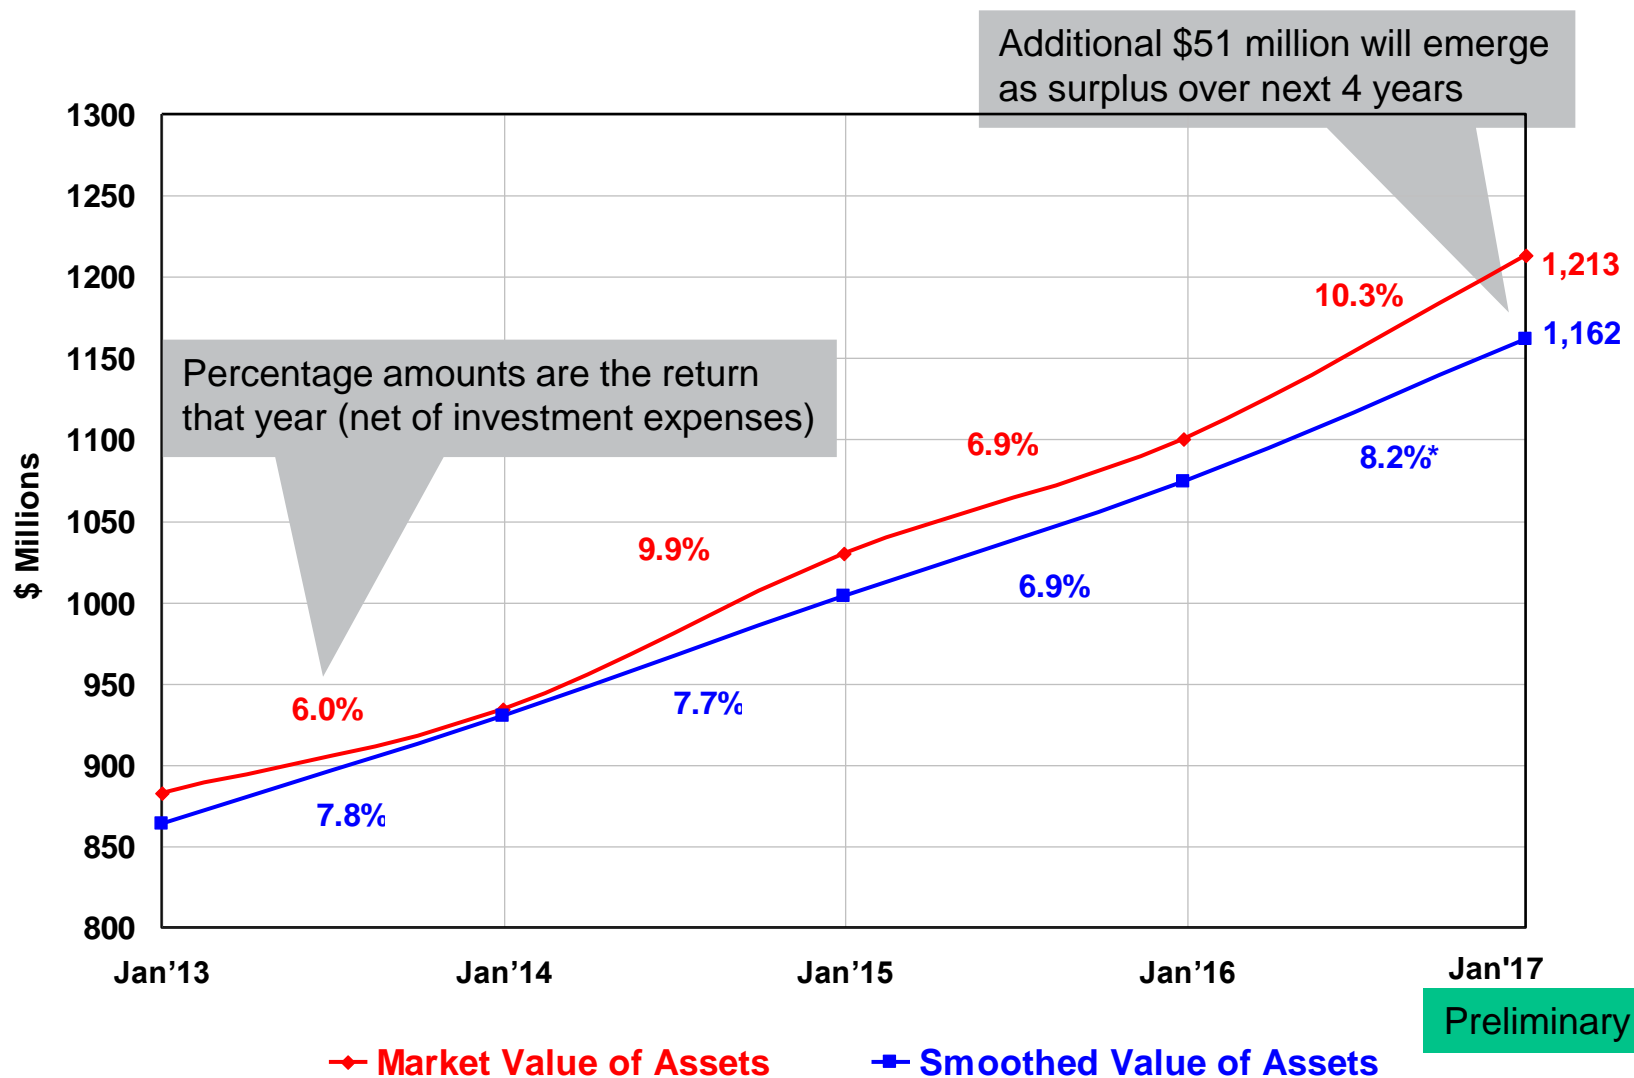 Additional $51 million will emerge
as surplus over next 4 years
1300
1250
1200
1150
1100
1050
1000
950
900
850
800
$ Millions
Percentage amounts are the return
that year (net of investment expenses)
1,213
1,162
10.3%
6.9%
8.2%*
9.9%
6.9%
6.0%
7.7%
7.8%
Jan’13
Jan’14
Jan’15
Jan’16
Jan'17
Preliminary
Market Value of Assets
Smoothed Value of Assets